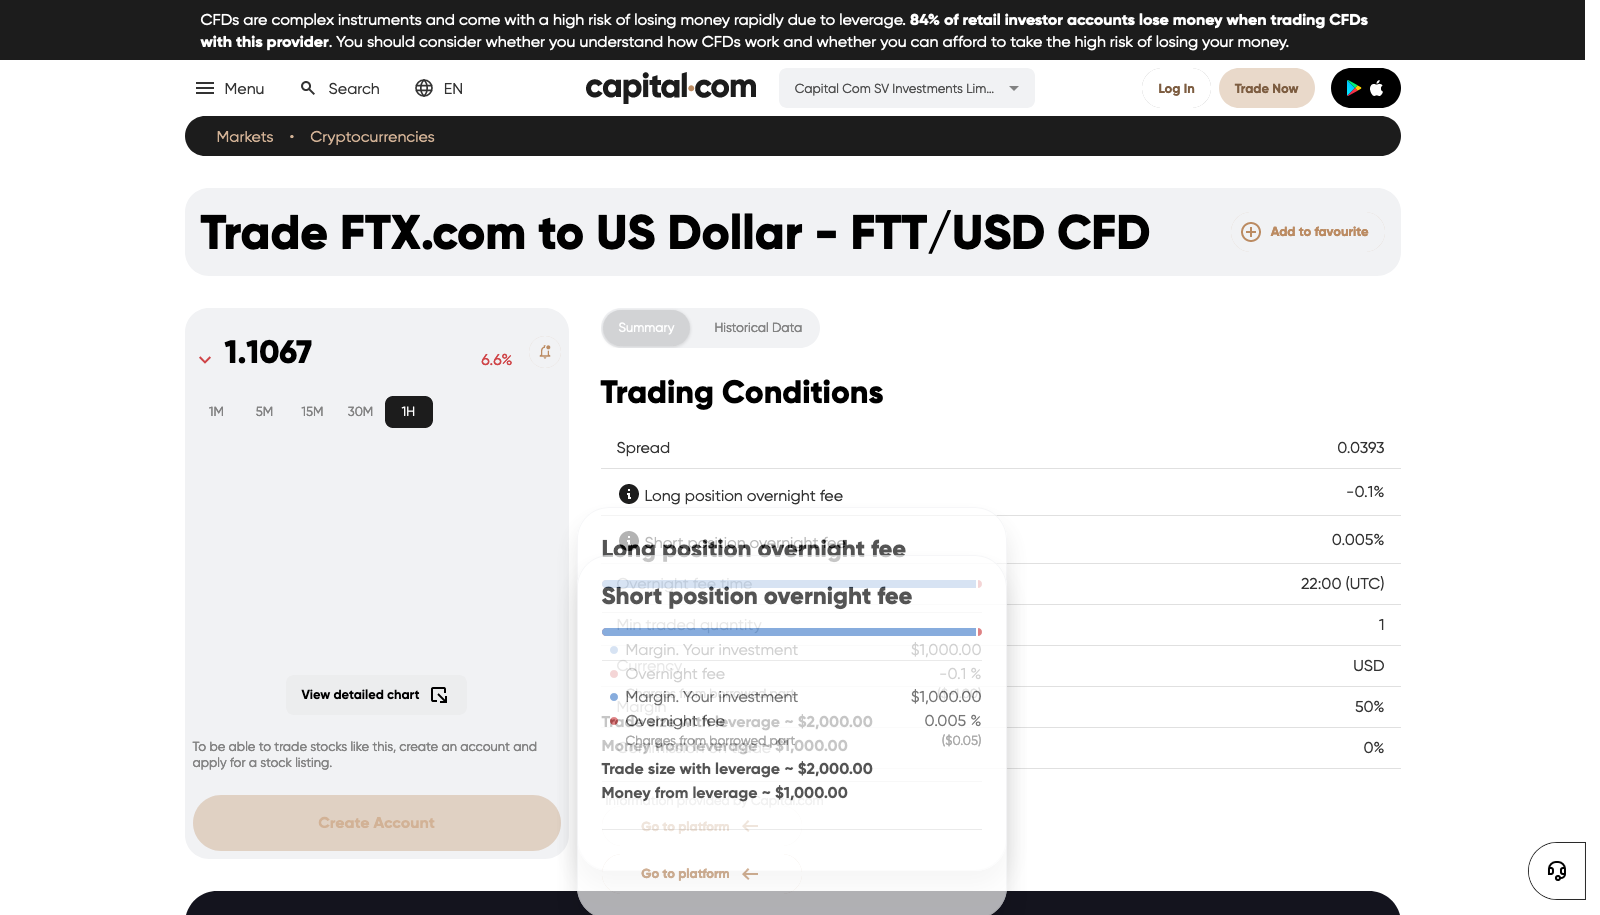 CFDs are complex instruments and come with a high risk of losing money rapidly due to leverage. 84% of retail investor accounts lose money when trading CFDs
with this provider. You should consider whether you understand how CFDs work and whether you can afford to take the high risk of losing your money.
Menu
Search
EN
capital.com
Capital Com SV Investments Lim...
Log In
Trade Now
Markets • Cryptocurrencies
Trade FTX.com to US Dollar - FTT/USD CFD
Add to favourite
1.1067
6.6%
1M 5M 15M 30M 1H
View detailed chart
To be able to trade stocks like this, create an account and
apply for a stock listing.
Create Account
Summary
Historical Data
Trading Conditions
Spread 0.0393
Long position overnight fee -0.1%
Short position overnight fee 0.005%
Overnight fee time 22:00 (UTC)
Min traded quantity 1
Currency USD
Margin 50%
0%
Information provided by Capital.com
Long position overnight fee
Margin. Your investment $1,000.00
Overnight fee -0.1 %
Trade size with leverage ~ $2,000.00
Money from leverage ~ $1,000.00
Go to platform
Short position overnight fee
Margin. Your investment $1,000.00
Overnight fee 0.005 %
Charges from borrowed part ($0.05)
Trade size with leverage ~ $2,000.00
Money from leverage ~ $1,000.00
Go to platform